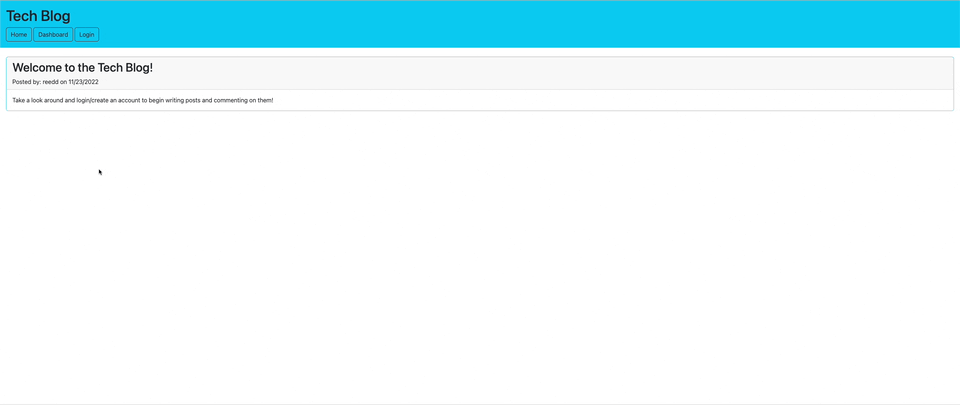 Tech Blog
Home Dashboard Login
Welcome to the Tech Blog!
Posted by: reedd on 11/23/2022
Take a look around and login/create an account to begin writing posts and commenting on them!